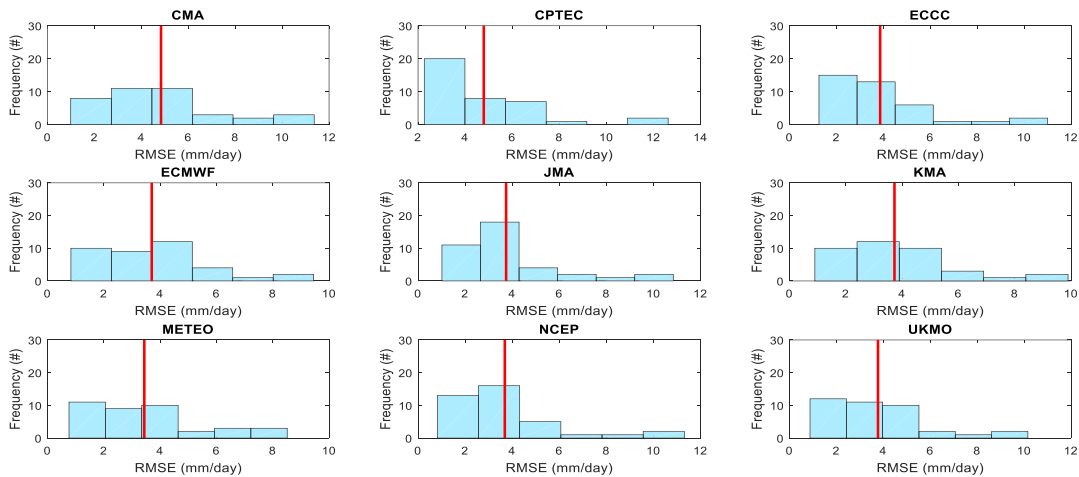 CMA
30
20
10
0
Frequency (#)
0 2 4 6 8 10 12
RMSE (mm/day)
CPTEC
30
20
10
0
Frequency (#)
2 4 6 8 10 12 14
RMSE (mm/day)
ECCC
30
20
10
0
Frequency (#)
0 2 4 6 8 10 12
RMSE (mm/day)
ECMWF
30
20
10
0
Frequency (#)
0 2 4 6 8 10
RMSE (mm/day)
JMA
30
20
10
0
Frequency (#)
0 2 4 6 8 10 12
RMSE (mm/day)
KMA
30
20
10
0
Frequency (#)
0 2 4 6 8 10
RMSE (mm/day)
METEO
30
20
10
0
Frequency (#)
0 2 4 6 8 10
RMSE (mm/day)
NCEP
30
20
10
0
Frequency (#)
0 2 4 6 8 10 12
RMSE (mm/day)
UKMO
30
20
10
0
Frequency (#)
0 2 4 6 8 10 12
RMSE (mm/day)